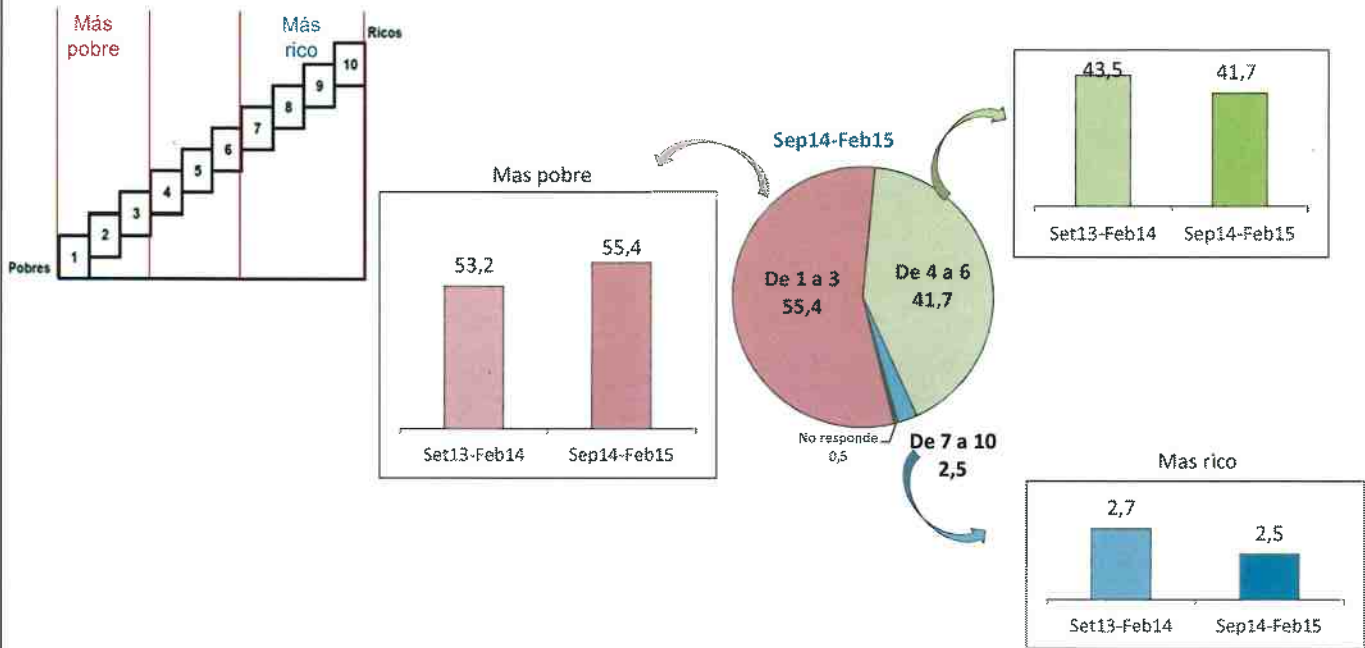 Más
pobre
Más
rico
Ricos
10
9
8
7
6
5
4
3
2
1
Pobres
Mas pobre
53,2
55,4
Set13-Feb14
Sep14-Feb15
Sep14-Feb15
De 1 a 3
55,4
De 4 a 6
41,7
No responde
0,5
De 7 a 10
2,5
43,5
41,7
Set13-Feb14
Sep14-Feb15
Mas rico
2,7
2,5
Set13-Feb14
Sep14-Feb15